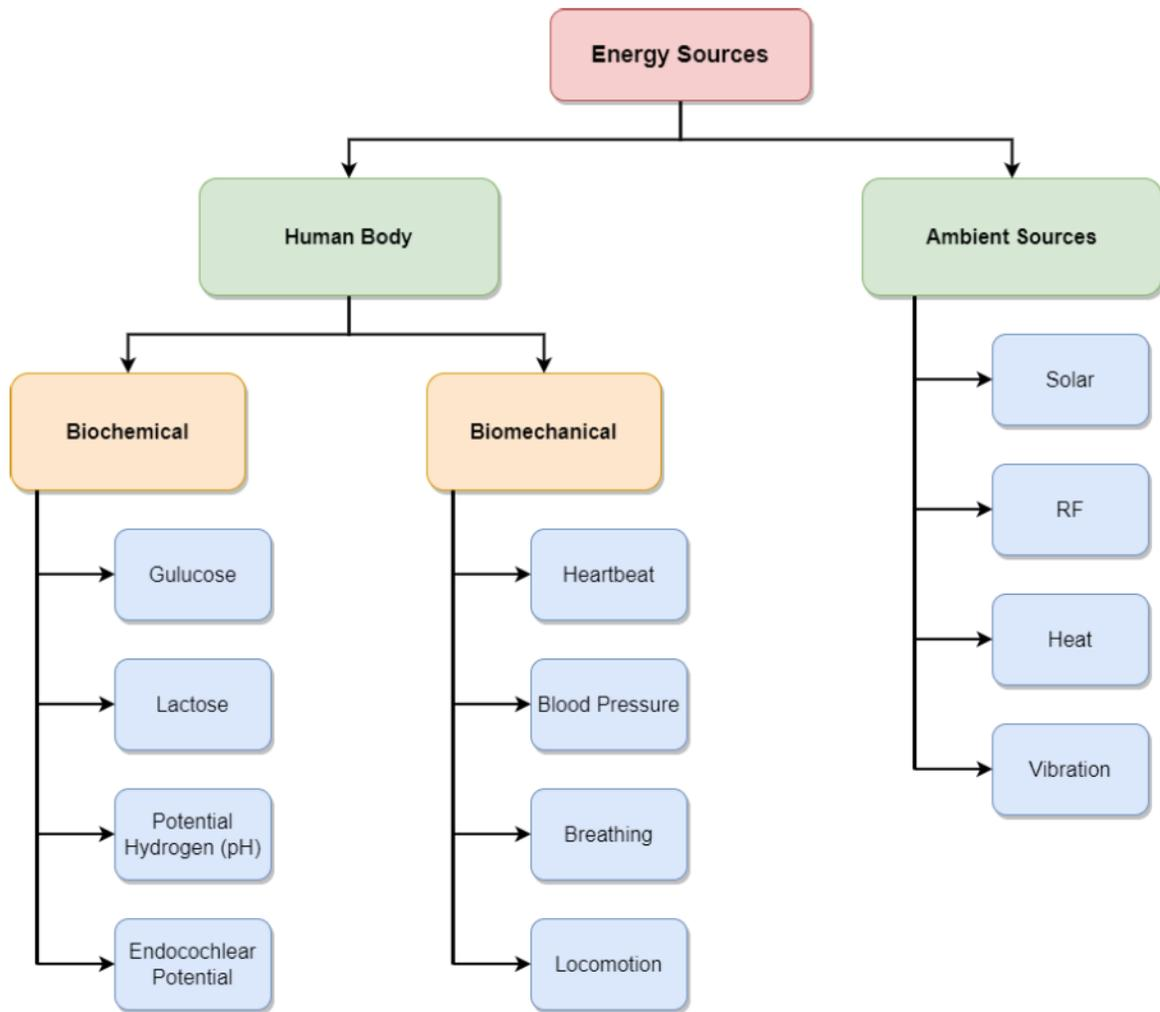 Energy Sources
Human Body
Ambient Sources
Biochemical
Biomechanical
Gulucose
Lactose
Potential
Hydrogen (pH)
Endocochlear
Potential
Heartbeat
Blood Pressure
Breathing
Locomotion
Solar
RF
Heat
Vibration